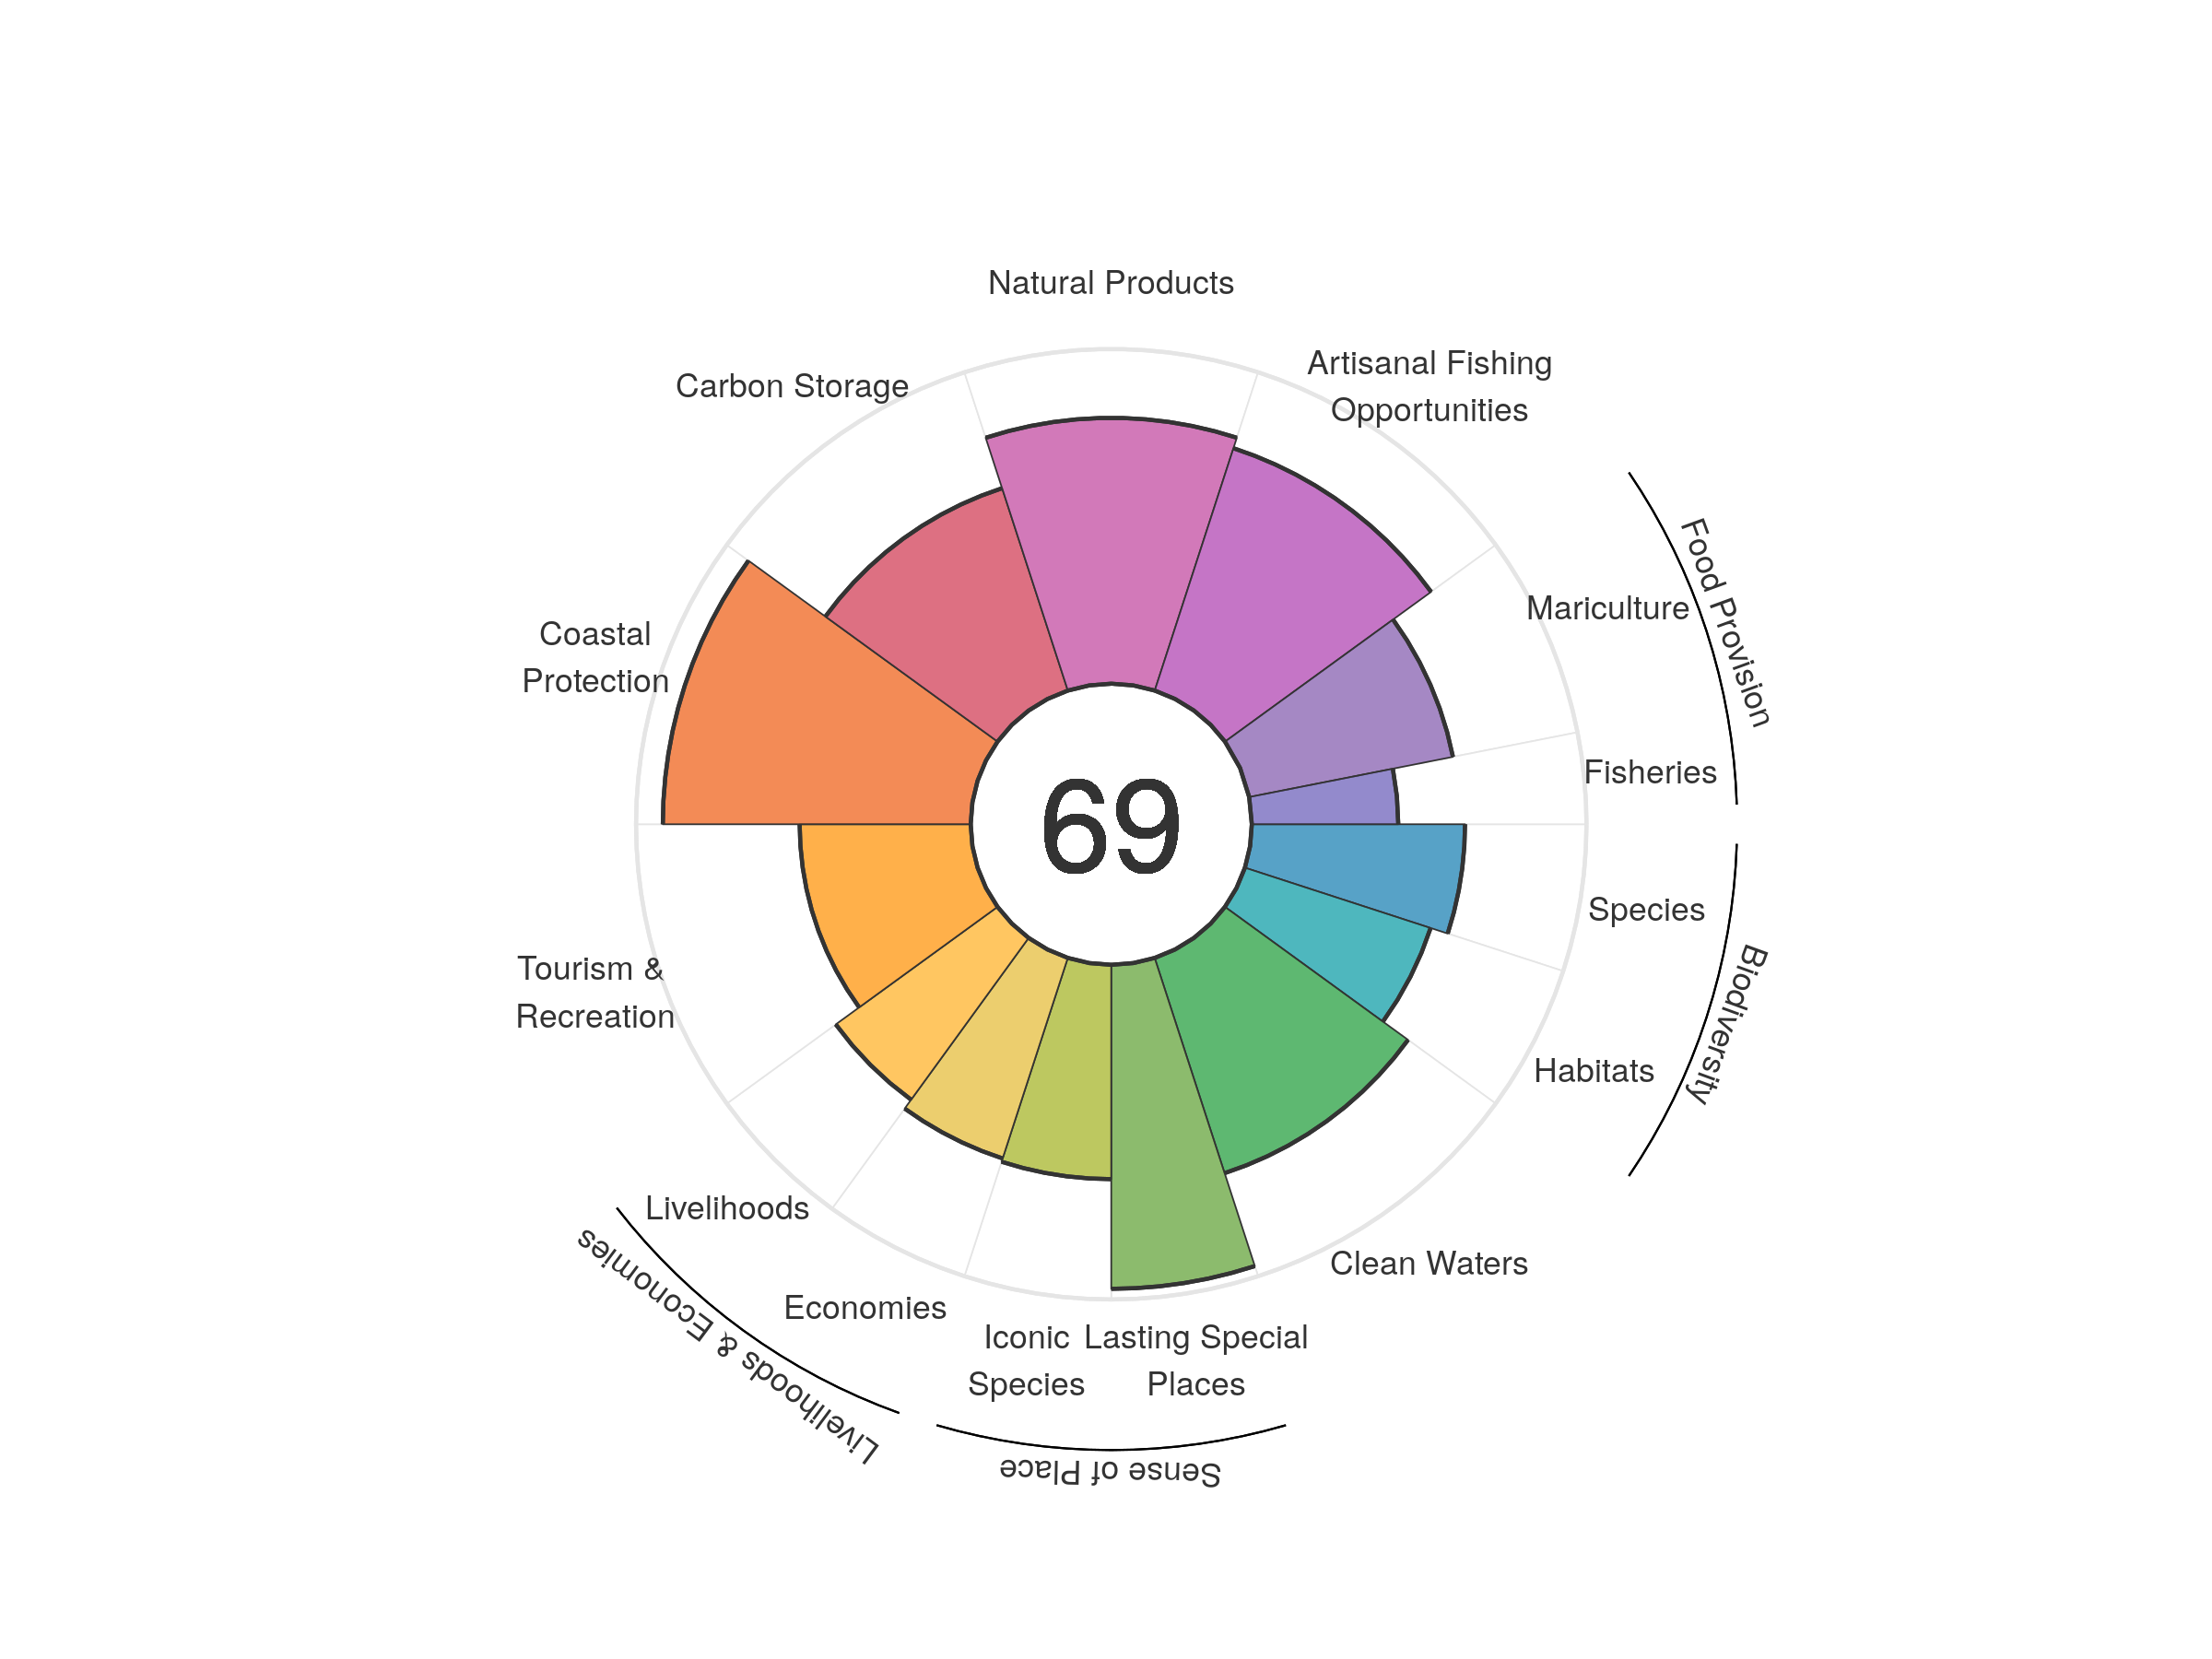 Natural Products
Artisanal Fishing
Opportunities
Carbon Storage
Food Provision
Mariculture
Coastal
Protection
Fisheries
69
Species
Biodiversity
Tourism &
Recreation
Habitats
Livelihoods
Livelihoods & Economies
Clean Waters
Economies
Iconic
Species
Lasting Special
Places
Sense of Place